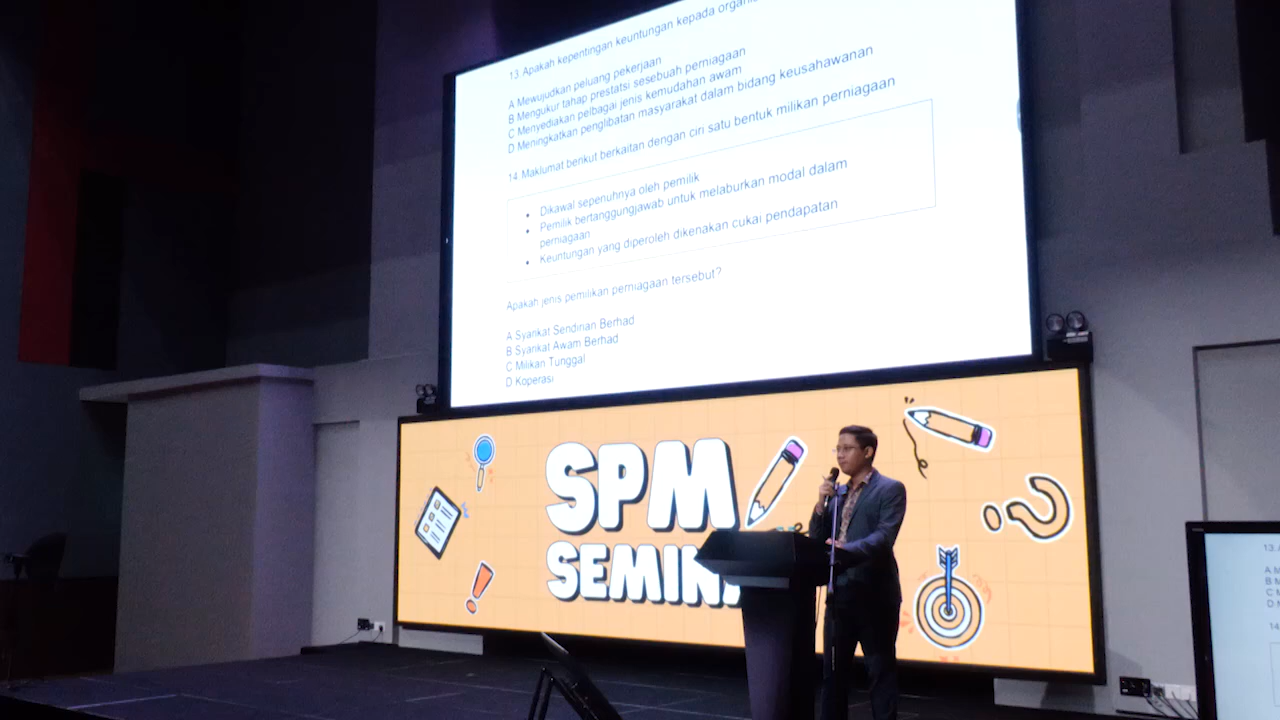 13. Apakah kepentingan keuntungan kepada
A Mewujudkan peluang pekerjaan
B Mengukur tahap prestatsi sesebuah perniagaan
C Menyediakan pelbagai jenis kemudahan awam
D Meningkatkan penglibatan masyarakat dalam bidang keusahawanan
14. Maklumat berikut berkaitan dengan ciri satu bentuk milikan perniagaan
• Dikawal sepenuhnya oleh pemilik
• Pemilik bertanggungjawab untuk melaburkan modal dalam
perniagaan
• Keuntungan yang diperoleh dikenakan cukai pendapatan
Apakah jenis pemilikan perniagaan tersebut?
A Syarikat Sendirian Berhad
B Syarikat Awam Berhad
C Milikan Tunggal
D Koperasi
SPM
13.
A
B
C
D
14